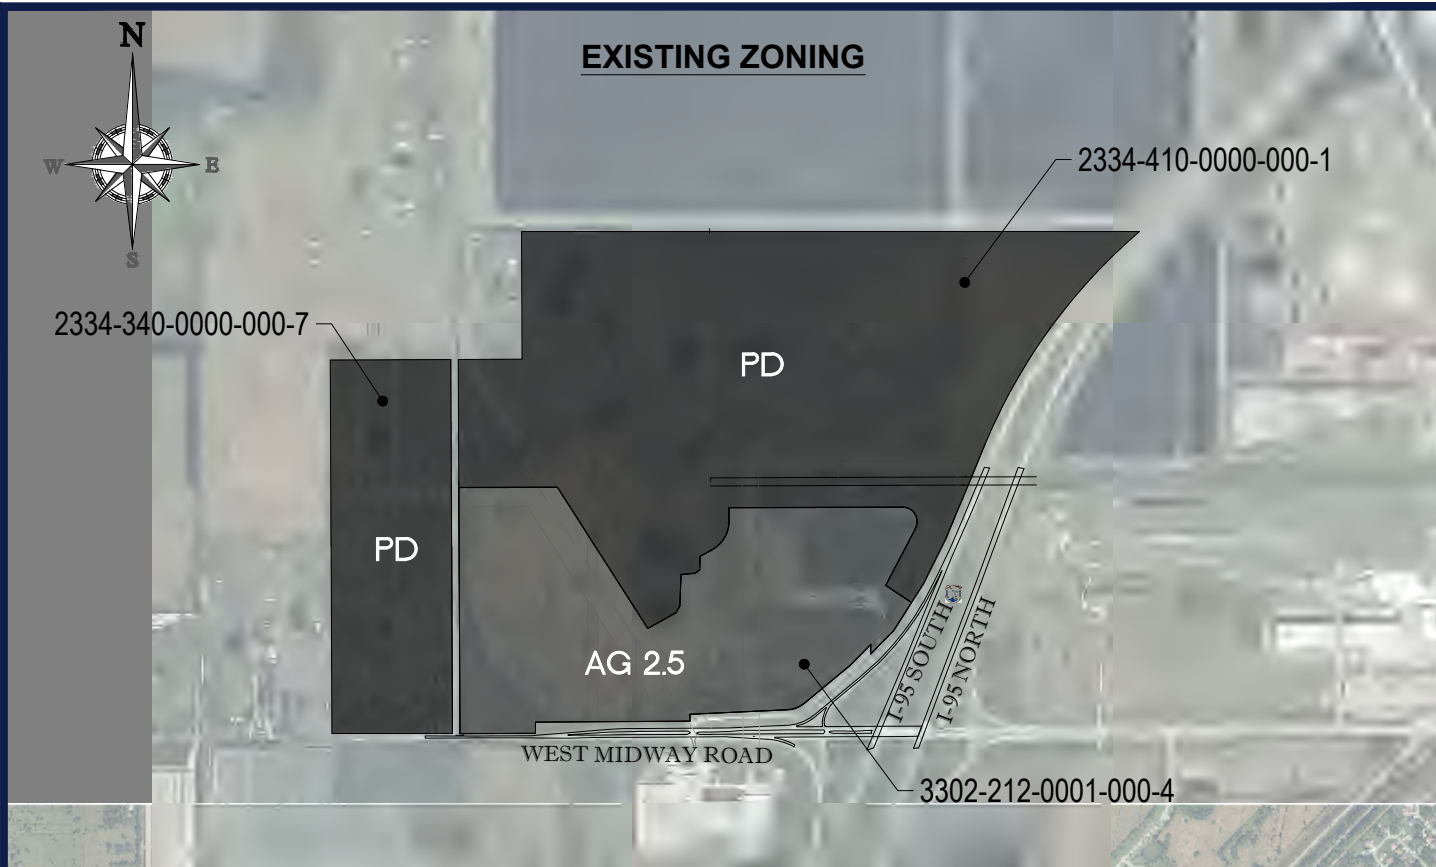 N
EXISTING ZONING
W
E
S
2334-410-0000-000-1
2334-340-0000-000-7
PD
PD
AG 2.5
I-95 SOUTH
I-95 NORTH
WEST MIDWAY ROAD
3302-212-0001-000-4